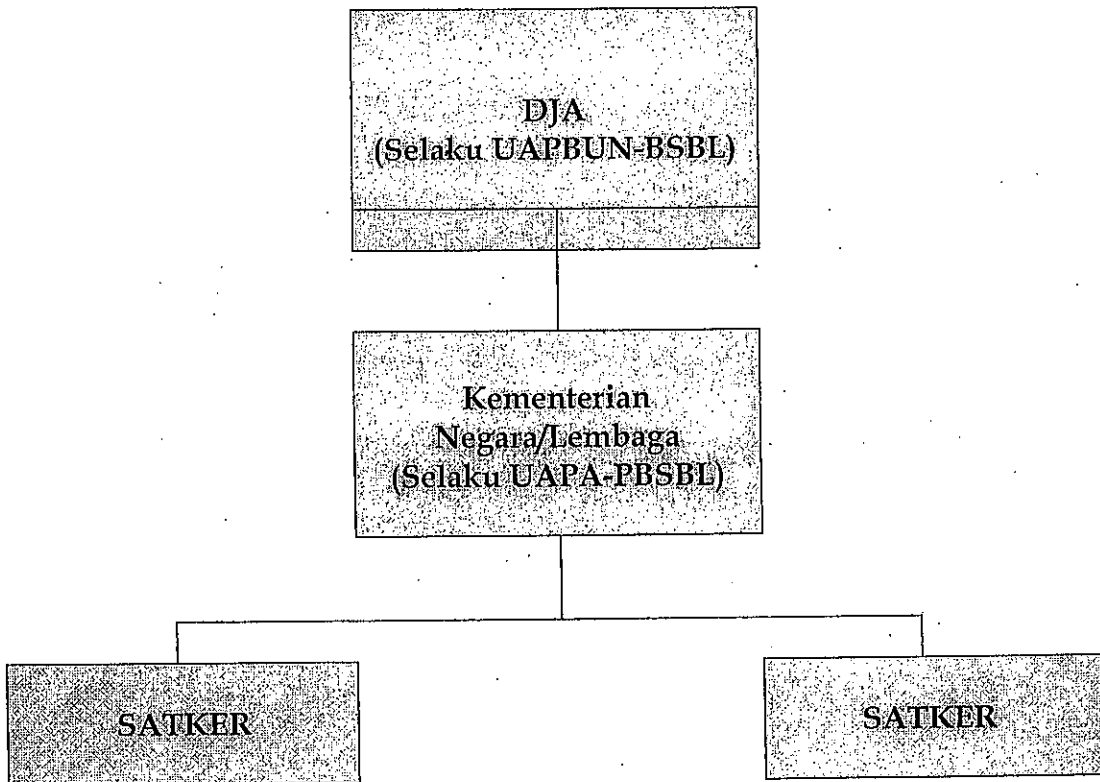 DJA
(Selaku UAPBUN-BSBL)
Kementerian
Negara/Lembaga
(Selaku UAPA-PBSBL)
SATKER
SATKER